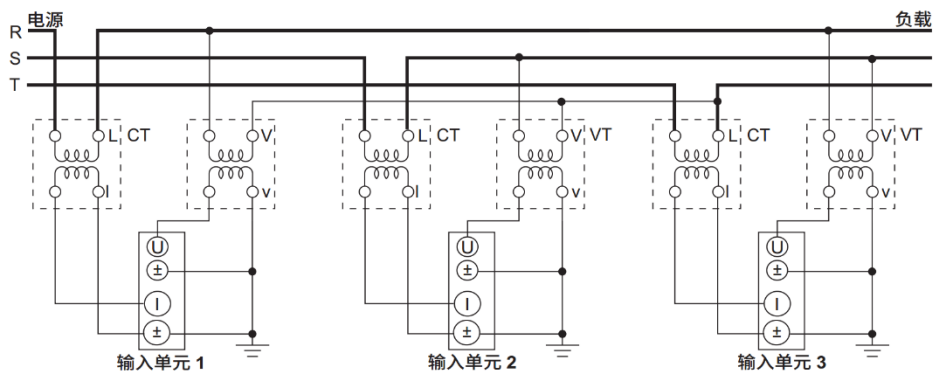 电源 负载
R
S
T
L CT V L CT V VT L CT V VT
l v l v l v
U U U
± ± ±
I I I
± ± ±
输入单元 1 输入单元 2 输入单元 3